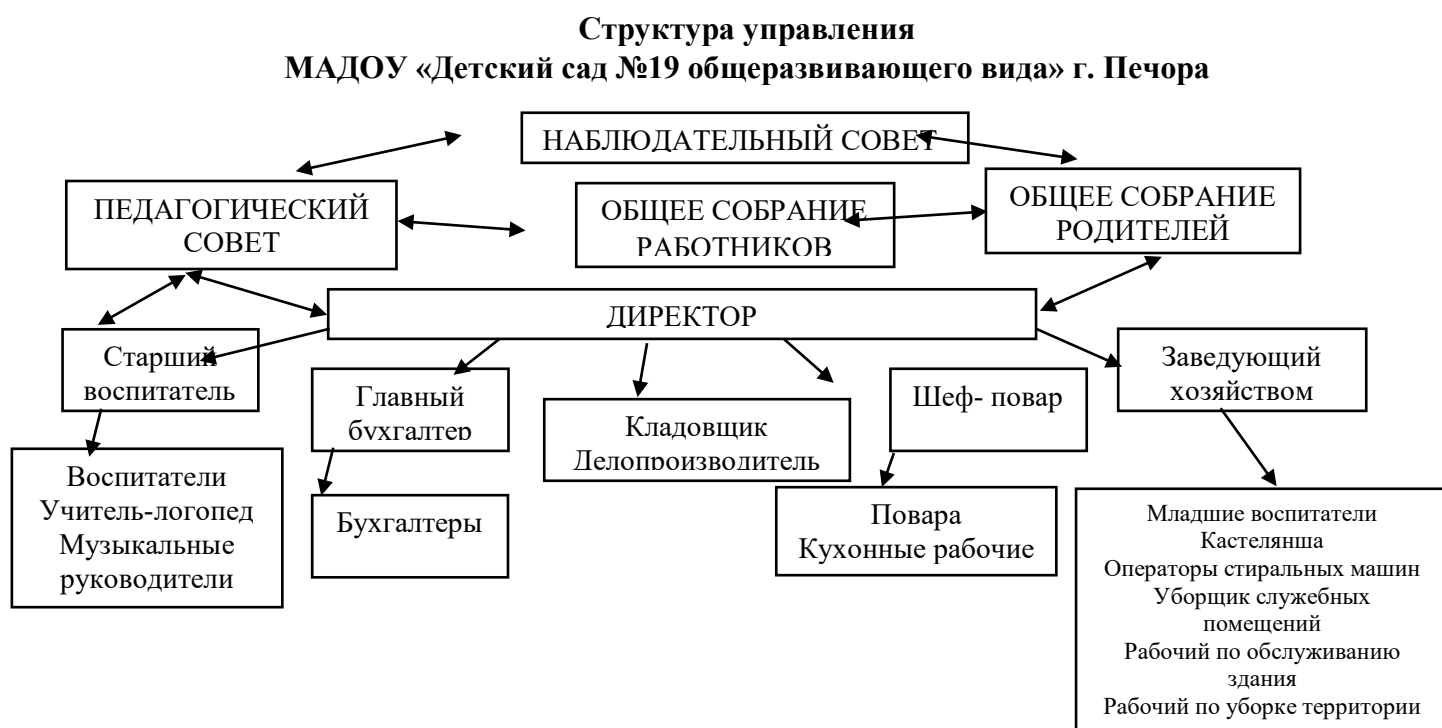 Структура управления
МАДОУ «Детский сад №19 общеразвивающего вида» г. Печора
НАБЛЮДАТЕЛЬНЫЙ СОВЕТ
ПЕДАГОГИЧЕСКИЙ
СОВЕТ
ОБЩЕЕ СОБРАНИЕ
РАБОТНИКОВ
ОБЩЕЕ СОБРАНИЕ
РОДИТЕЛЕЙ
ДИРЕКТОР
Старший
воспитатель
Главный
бухгалтер
Кладовщик
Делопроизводитель
Шеф- повар
Заведующий
хозяйством
Воспитатели
Учитель-логопед
Музыкальные
руководители
Бухгалтеры
Повара
Кухонные рабочие
Младшие воспитатели
Кастелянша
Операторы стиральных машин
Уборщик служебных
помещений
Рабочий по обслуживанию
здания
Рабочий по уборке территории